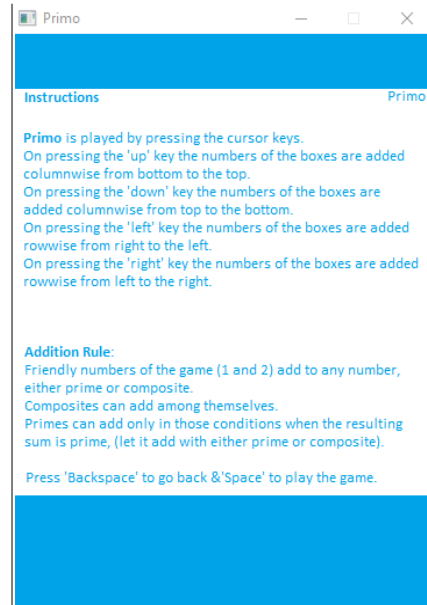 Primo
Instructions
Primo
Primo is played by pressing the cursor keys.
On pressing the 'up' key the numbers of the boxes are added
columnwise from bottom to the top.
On pressing the 'down' key the numbers of the boxes are
added columnwise from top to the bottom.
On pressing the 'left' key the numbers of the boxes are added
rowwise from right to the left.
On pressing the 'right' key the numbers of the boxes are added
rowwise from left to the right.
Addition Rule:
Friendly numbers of the game (1 and 2) add to any number,
either prime or composite.
Composites can add among themselves.
Primes can add only in those conditions when the resulting
sum is prime, (let it add with either prime or composite).
Press 'Backspace' to go back &'Space' to play the game.